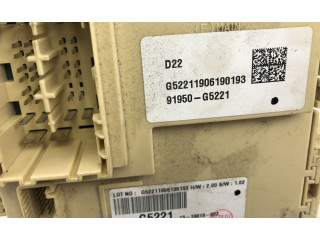 D22
G52211906190193
91950-G5221
LOT NO : G52211906190193 H/W : 2.00 S/W : 1.02
G5221